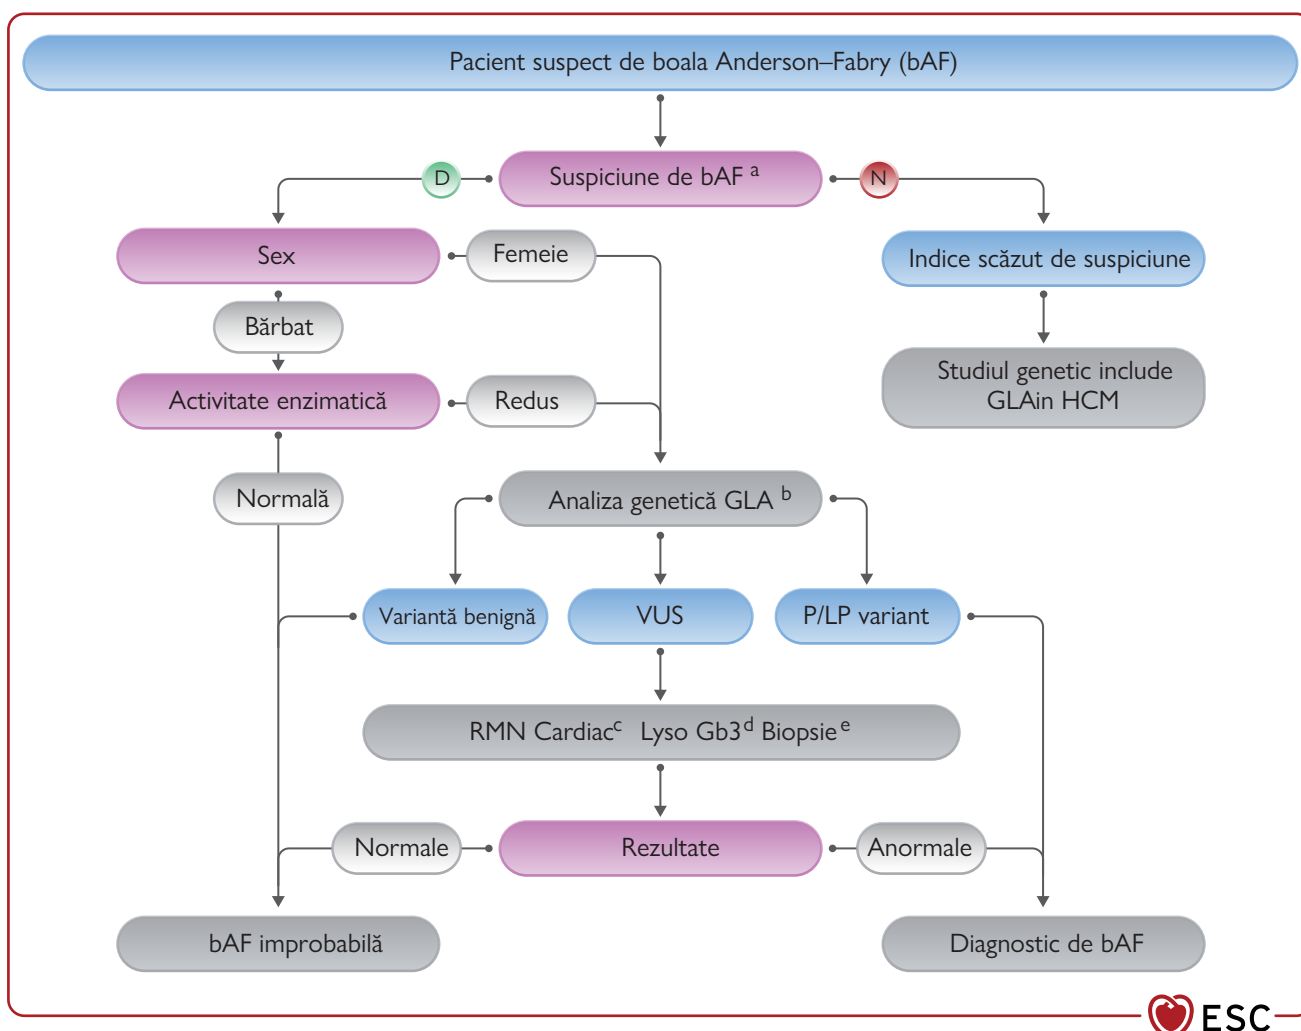 Pacient suspect de boala Anderson–Fabry (bAF)
D
Suspiciune de bAF a
N
Sex
Femeie
Indice scăzut de suspiciune
Bărbat
Studiul genetic include
GLAin HCM
Activitate enzimatică
Redus
Normală
Analiza genetică GLA b
Variantă benignă
VUS
P/LP variant
RMN Cardiac c Lyso Gb3 d Biopsie e
Normale
Rezultate
Anormale
bAF improbabilă
Diagnostic de bAF
ESC